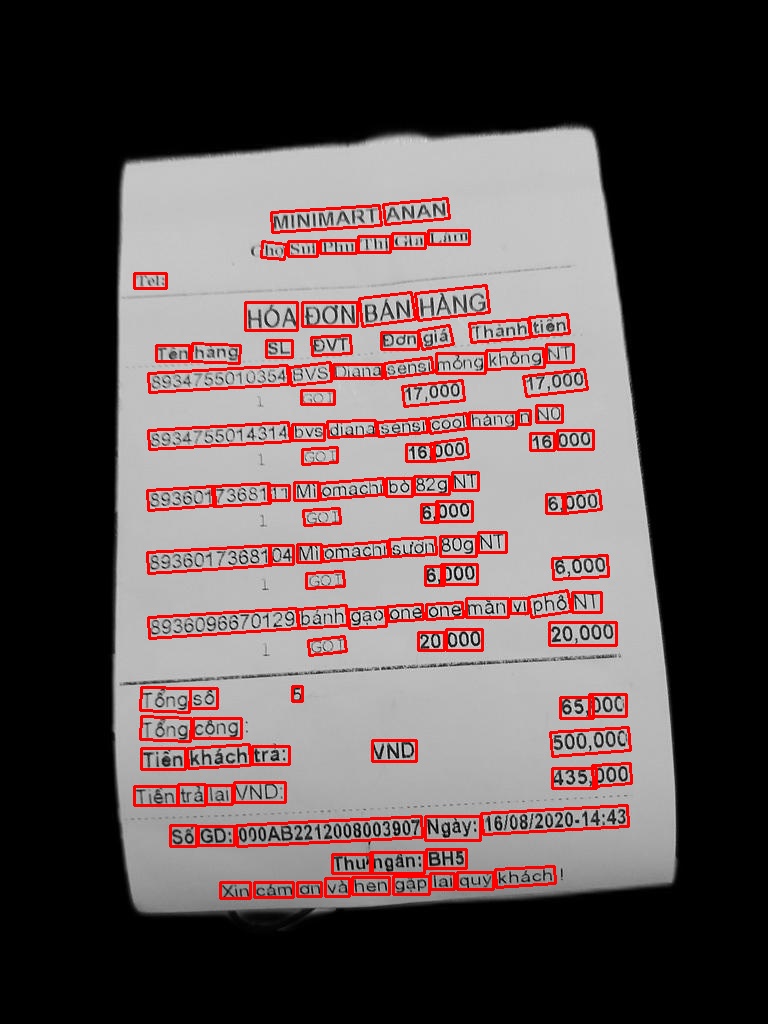 MINIMART ANAN
Chợ Sủi Phú Thị Gia Lâm
Tel:
HÓA ĐƠN BÁN HÀNG
Tên hàng SL ĐVT Đơn giá Thành tiền
8934755010354 BVS Diana sensi mỏng không NT
1 GOI 17,000 17,000
8934755014314 bvs diana sensi cool hàng n N0
1 GOI 16,000 16,000
8936017368111 Mì omachi bò 82g NT
1 GOI 6,000 6,000
8936017368104 Mì omachi sườn 80g NT
1 GOI 6,000 6,000
8936096670129 bánh gạo one one mặn vị phô NT
1 GOI 20,000 20,000
Tổng số 5 65,000
Tổng cộng :
Tiền khách trả: VND 500,000
Tiền trả lại VND: 435,000
Số GD: 000AB2212008003907 Ngày: 16/08/2020-14:43
Thu ngân: BH5
Xin cám ơn và hẹn gặp lại quý khách !